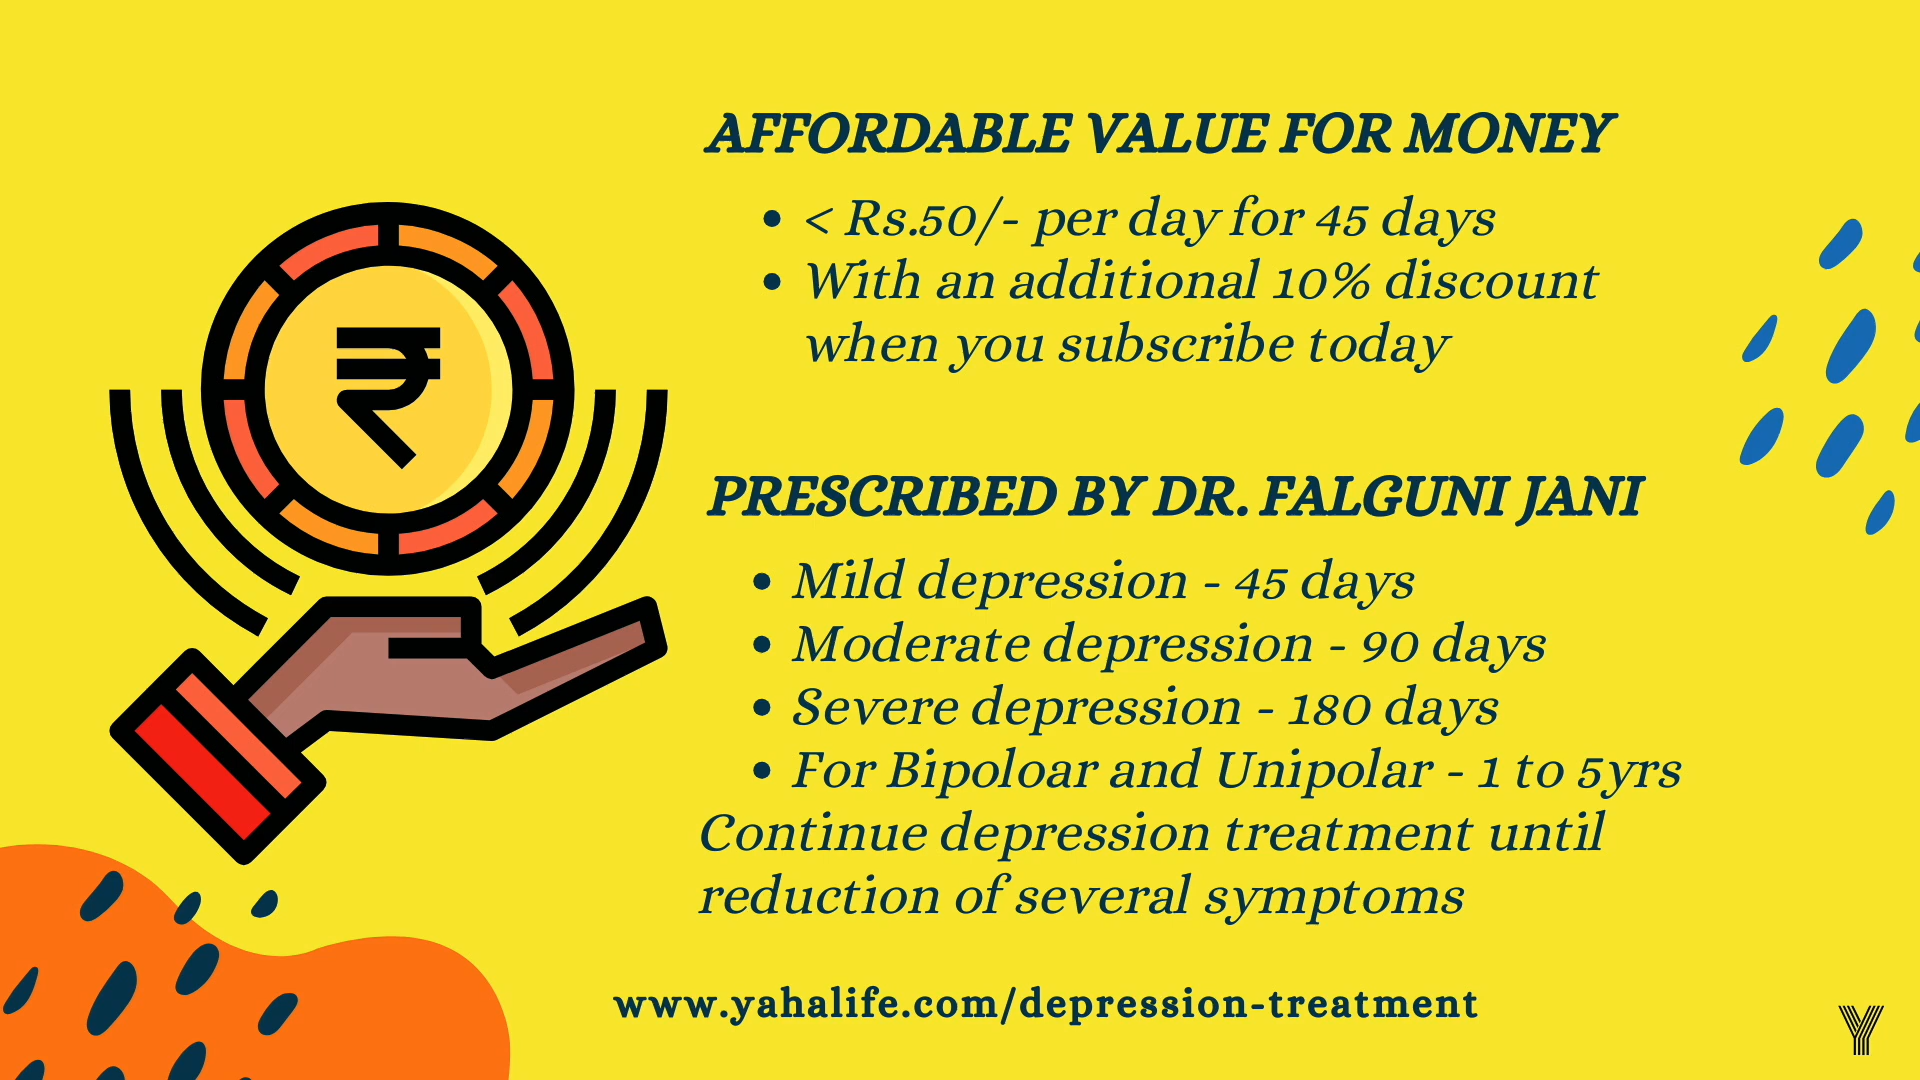 AFFORDABLE VALUE FOR MONEY
• < Rs.50/- per day for 45 days
• With an additional 10% discount
when you subscribe today
PRESCRIBED BY DR. FALGUNI JANI
• Mild depression - 45 days
• Moderate depression - 90 days
• Severe depression - 180 days
• For Bipoloar and Unipolar - 1 to 5yrs
Continue depression treatment until
reduction of several symptoms
www.yahalife.com/depression-treatment
₹
Y